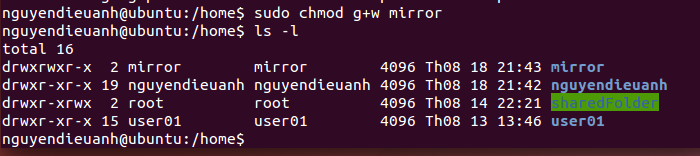 nguyendieuanh@ubuntu:/home$ sudo chmod g+w mirror
nguyendieuanh@ubuntu:/home$ ls -l
total 16
drwxrwxr-x 2 mirror mirror 4096 Th08 18 21:43 mirror
drwxr-xr-x 19 nguyendieuanh nguyendieuanh 4096 Th08 18 21:42 nguyendieuanh
drwxr-xrwx 2 root root 4096 Th08 14 22:21 sharedFolder
drwxr-xr-x 15 user01 user01 4096 Th08 13 13:46 user01
nguyendieuanh@ubuntu:/home$